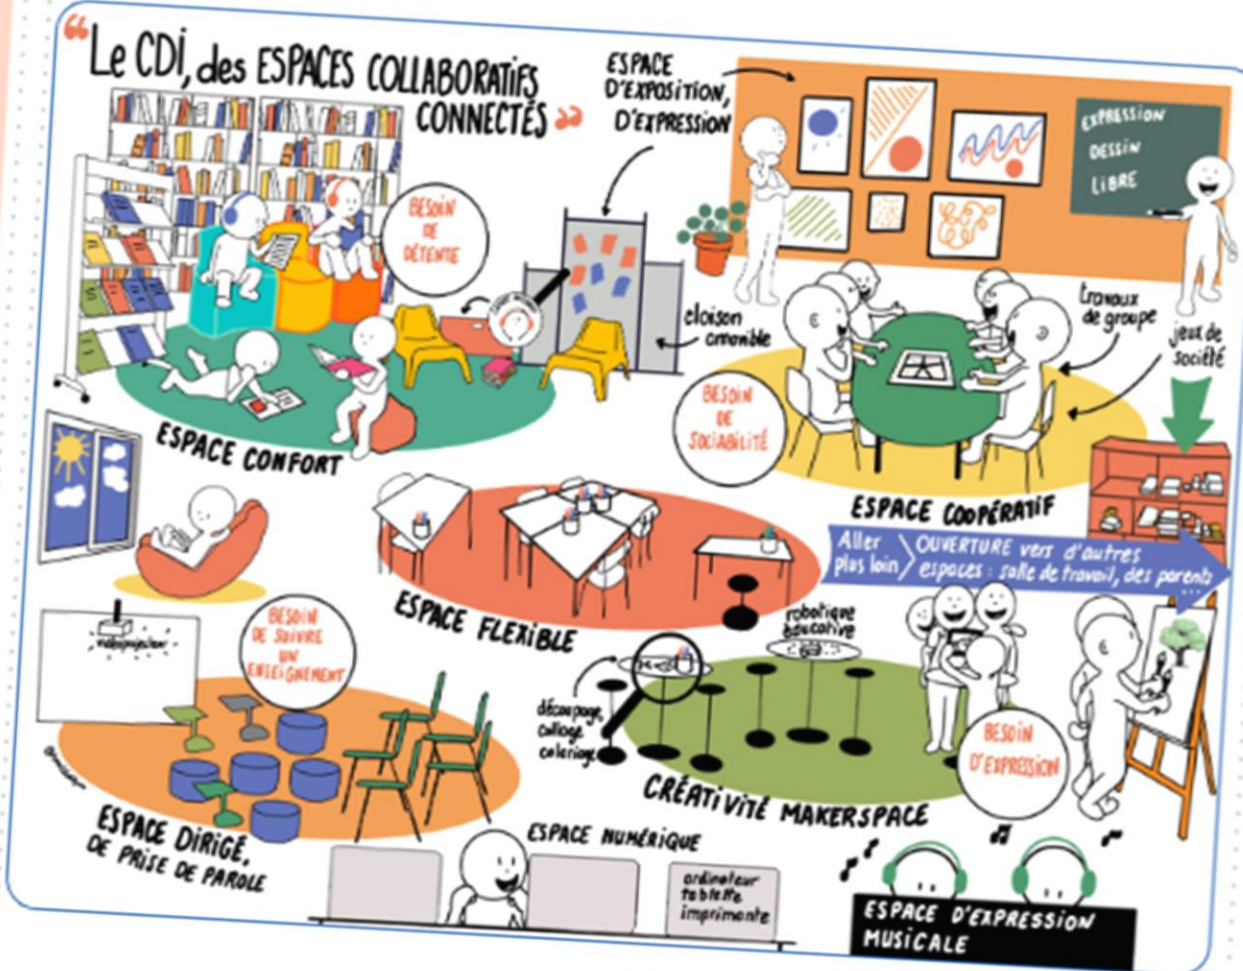 “Le CDi, des ESPACES COLLABORATiFS
CONNECTÉS”
ESPACE
D'EXPOSITION,
D'EXPRESSION
EXPRESSION
DESSIN
LiBRE
BESOiN
DE
DÉTENTE
cloison
amovible
travaux
de groupe
jeux de
société
BESOiN
DE
SOCiABiLiTÉ
ESPACE CONFORT
ESPACE COOPÉRATiF
Aller
plus loin
OUVERTURE vers d'autres
espaces : salle de travail, des parents
...
ESPACE FLEXiBLE
BESOiN
DE SUiVRE
UN
ENSEiGNEMENT
vidéoprojecteur
robotique
éducative
découpage,
collage
coloriage
BESOiN
D'EXPRESSiON
CRÉATiViTÉ MAKERSPACE
ESPACE DiRiGÉ,
DE PRiSE DE PAROLE
ESPACE NUMÉRiQUE
ordinateur
tablette
imprimante
ESPACE D'EXPRESSiON
MUSiCALE